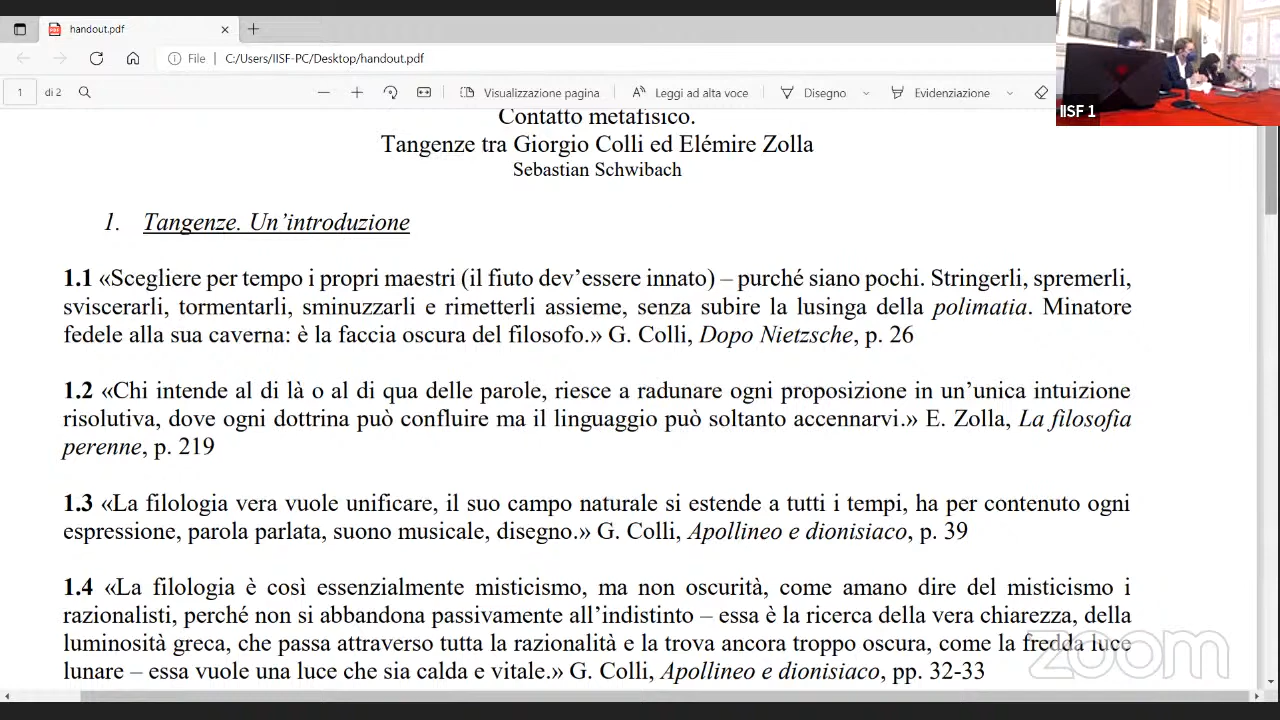 handout.pdf
File
C:/Users/IISF-PC/Desktop/handout.pdf
1
di 2
Visualizzazione pagina
Leggi ad alta voce
Disegno
Evidenziazione
IISF 1
Contatto metafisico.
Tangenze tra Giorgio Colli ed Elémire Zolla
Sebastian Schwibach
1. Tangenze. Un’introduzione
1.1 «Scegliere per tempo i propri maestri (il fiuto dev’essere innato) – purché siano pochi. Stringerli, spremerli,
sviscerarli, tormentarli, sminuzzarli e rimetterli assieme, senza subire la lusinga della polimatia. Minatore
fedele alla sua caverna: è la faccia oscura del filosofo.» G. Colli, Dopo Nietzsche, p. 26
1.2 «Chi intende al di là o al di qua delle parole, riesce a radunare ogni proposizione in un’unica intuizione
risolutiva, dove ogni dottrina può confluire ma il linguaggio può soltanto accennarvi.» E. Zolla, La filosofia
perenne, p. 219
1.3 «La filologia vera vuole unificare, il suo campo naturale si estende a tutti i tempi, ha per contenuto ogni
espressione, parola parlata, suono musicale, disegno.» G. Colli, Apollineo e dionisiaco, p. 39
1.4 «La filologia è così essenzialmente misticismo, ma non oscurità, come amano dire del misticismo i
razionalisti, perché non si abbandona passivamente all’indistinto – essa è la ricerca della vera chiarezza, della
luminosità greca, che passa attraverso tutta la razionalità e la trova ancora troppo oscura, come la fredda luce
lunare – essa vuole una luce che sia calda e vitale.» G. Colli, Apollineo e dionisiaco, pp. 32-33
zoom